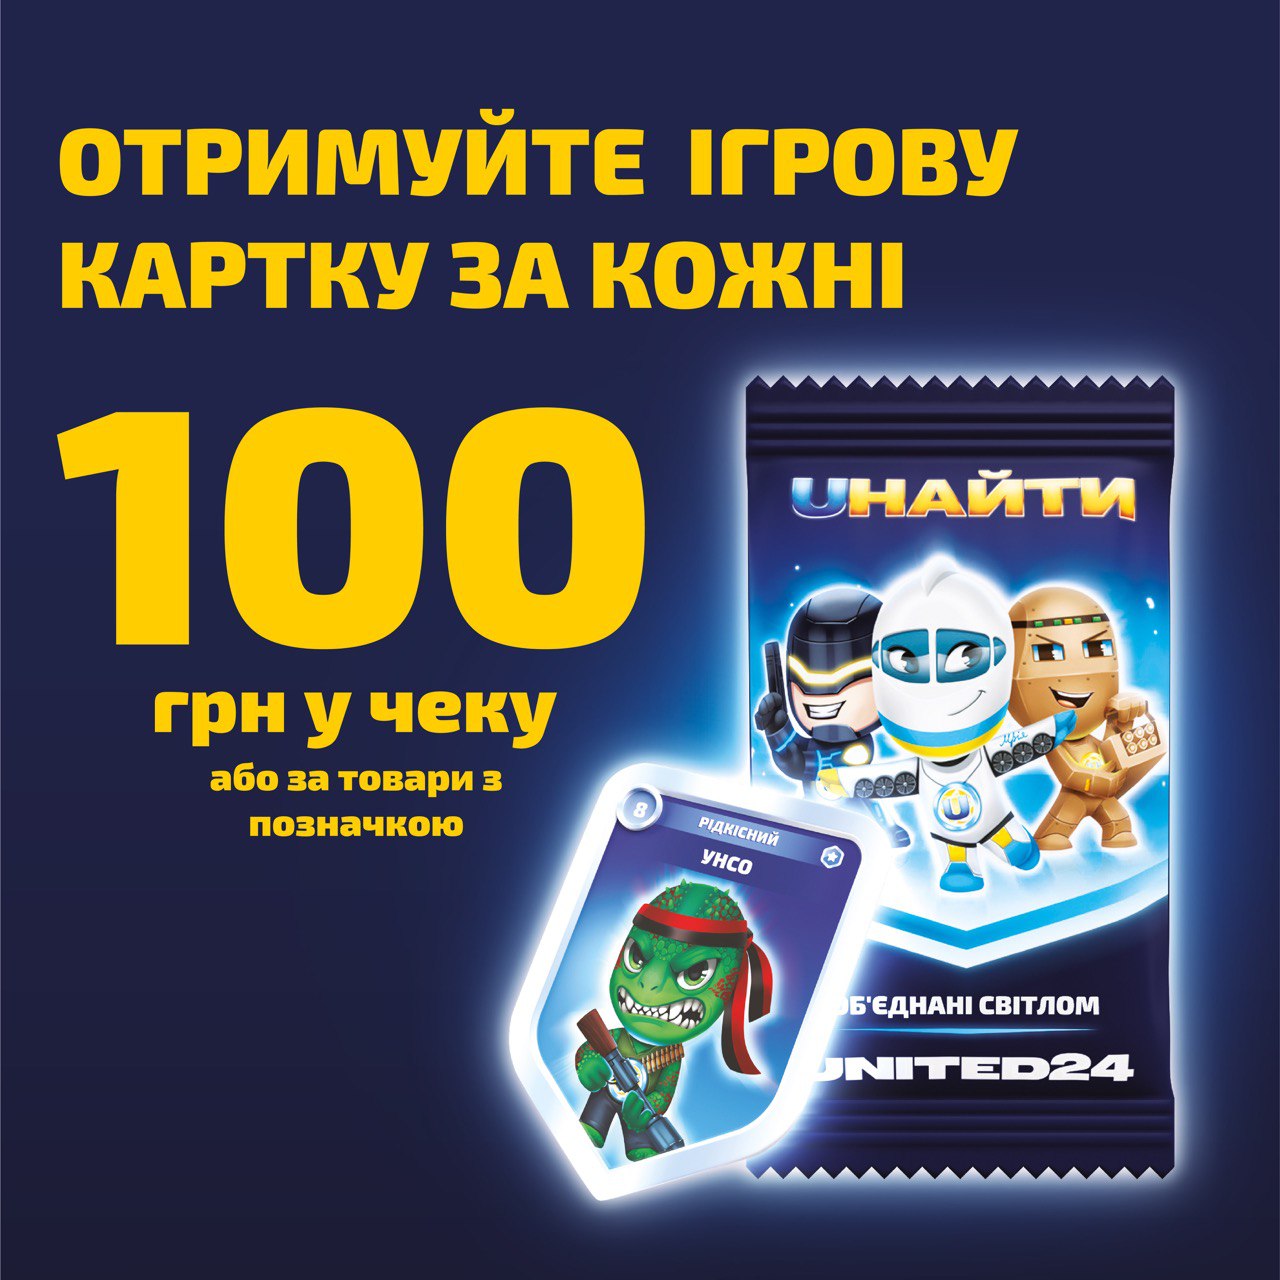 ОТРИМУЙТЕ ІГРОВУ
КАРТКУ ЗА КОЖНІ
100
грн у чеку
або за товари з
позначкою
UНАЙТИ
Мрія
8
РІДКІСНИЙ
УНСО
ОБ'ЄДНАНІ СВІТЛОМ
UNITED24